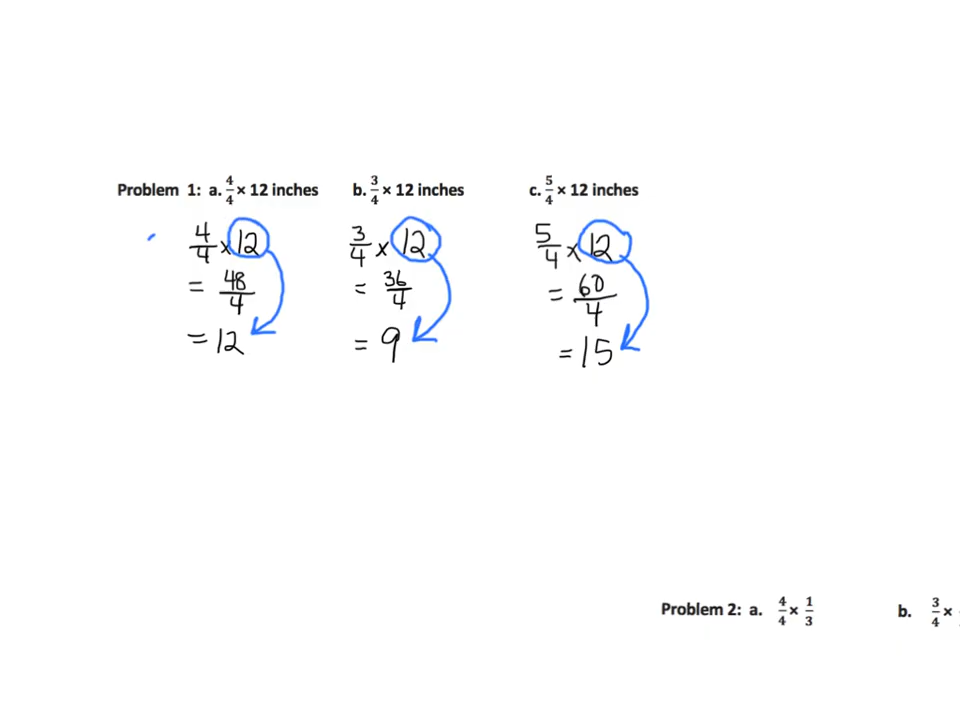 Problem 1: a. 4/4 × 12 inches b. 3/4 × 12 inches c. 5/4 × 12 inches
4/4 × 12 3/4 × 12 5/4 × 12
= 48/4 = 36/4 = 60/4
= 12 = 9 = 15
Problem 2: a. 4/4 × 1/3 b. 3/4 ×